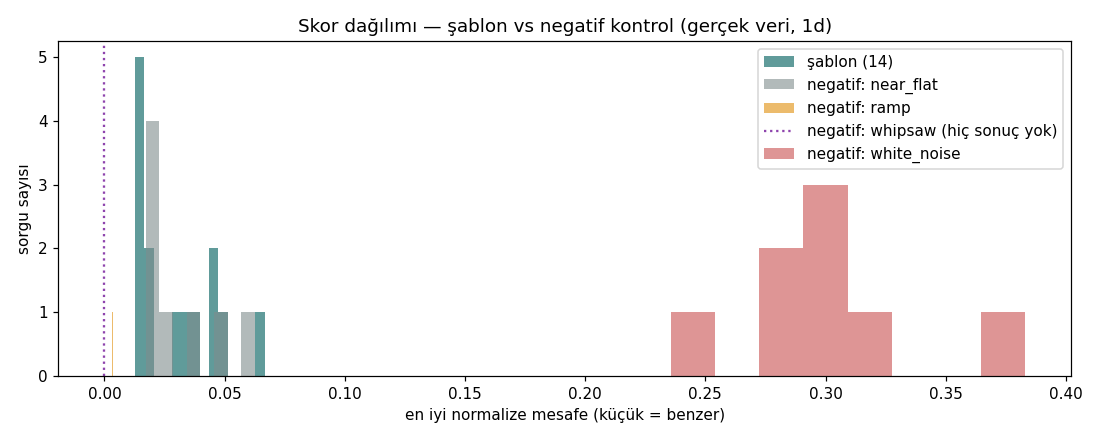 Skor dağılımı — şablon vs negatif kontrol (gerçek veri, 1d)
şablon (14)
negatif: near_flat
negatif: ramp
negatif: whipsaw (hiç sonuç yok)
negatif: white_noise
sorgu sayısı
5
4
3
2
1
0
0.00 0.05 0.10 0.15 0.20 0.25 0.30 0.35 0.40
en iyi normalize mesafe (küçük = benzer)